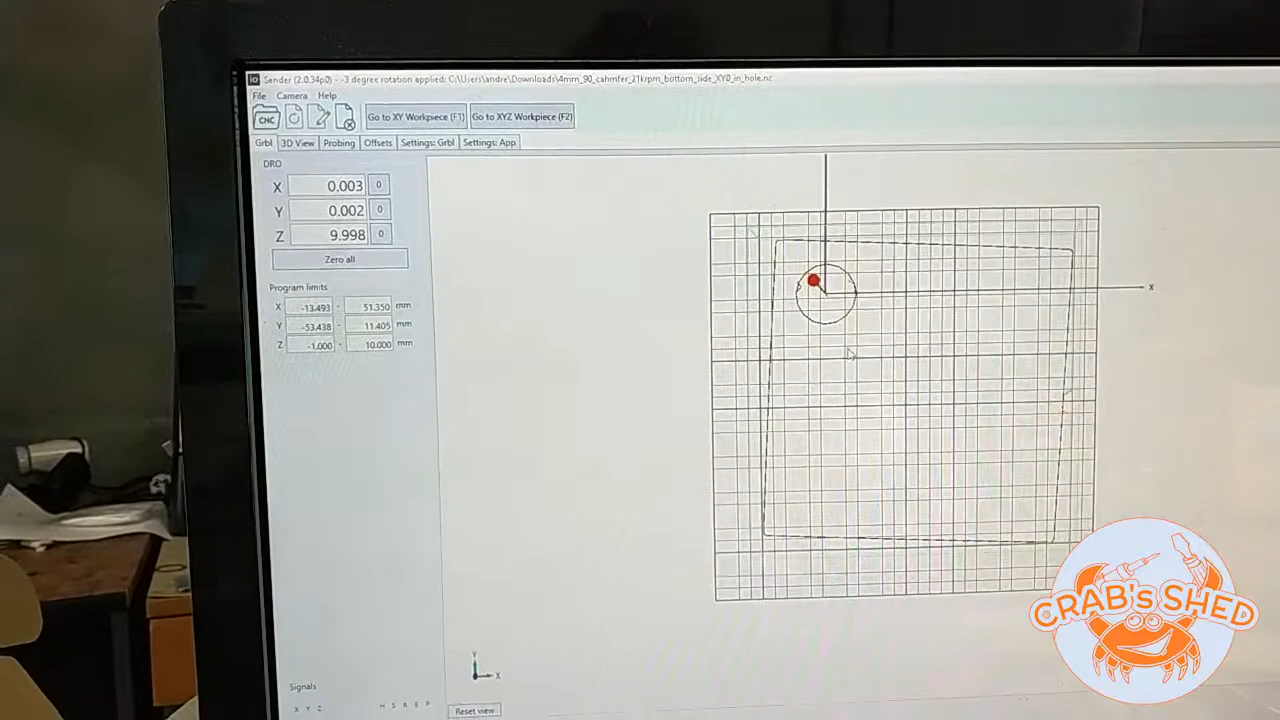 Sender (2.0.34p0) - -3 degree rotation applied: C:\Users\andre\Downloads\4mm_90_cahmfer_21krpm_bottom_side_XY0_in_hole.nc
File Camera Help
CNC Go to XY Workpiece (F1) Go to XYZ Workpiece (F2)
Grbl 3D View Probing Offsets Settings: Grbl Settings: App
DRO
X 0.003 0
Y 0.002 0
Z 9.998 0
Zero all
Program limits
X -13.493 - 51.350 mm
Y -53.438 - 11.405 mm
Z -1.000 - 10.000 mm
X
Y
X
Signals
X Y Z H S R E P
Reset view
CRAB's SHED